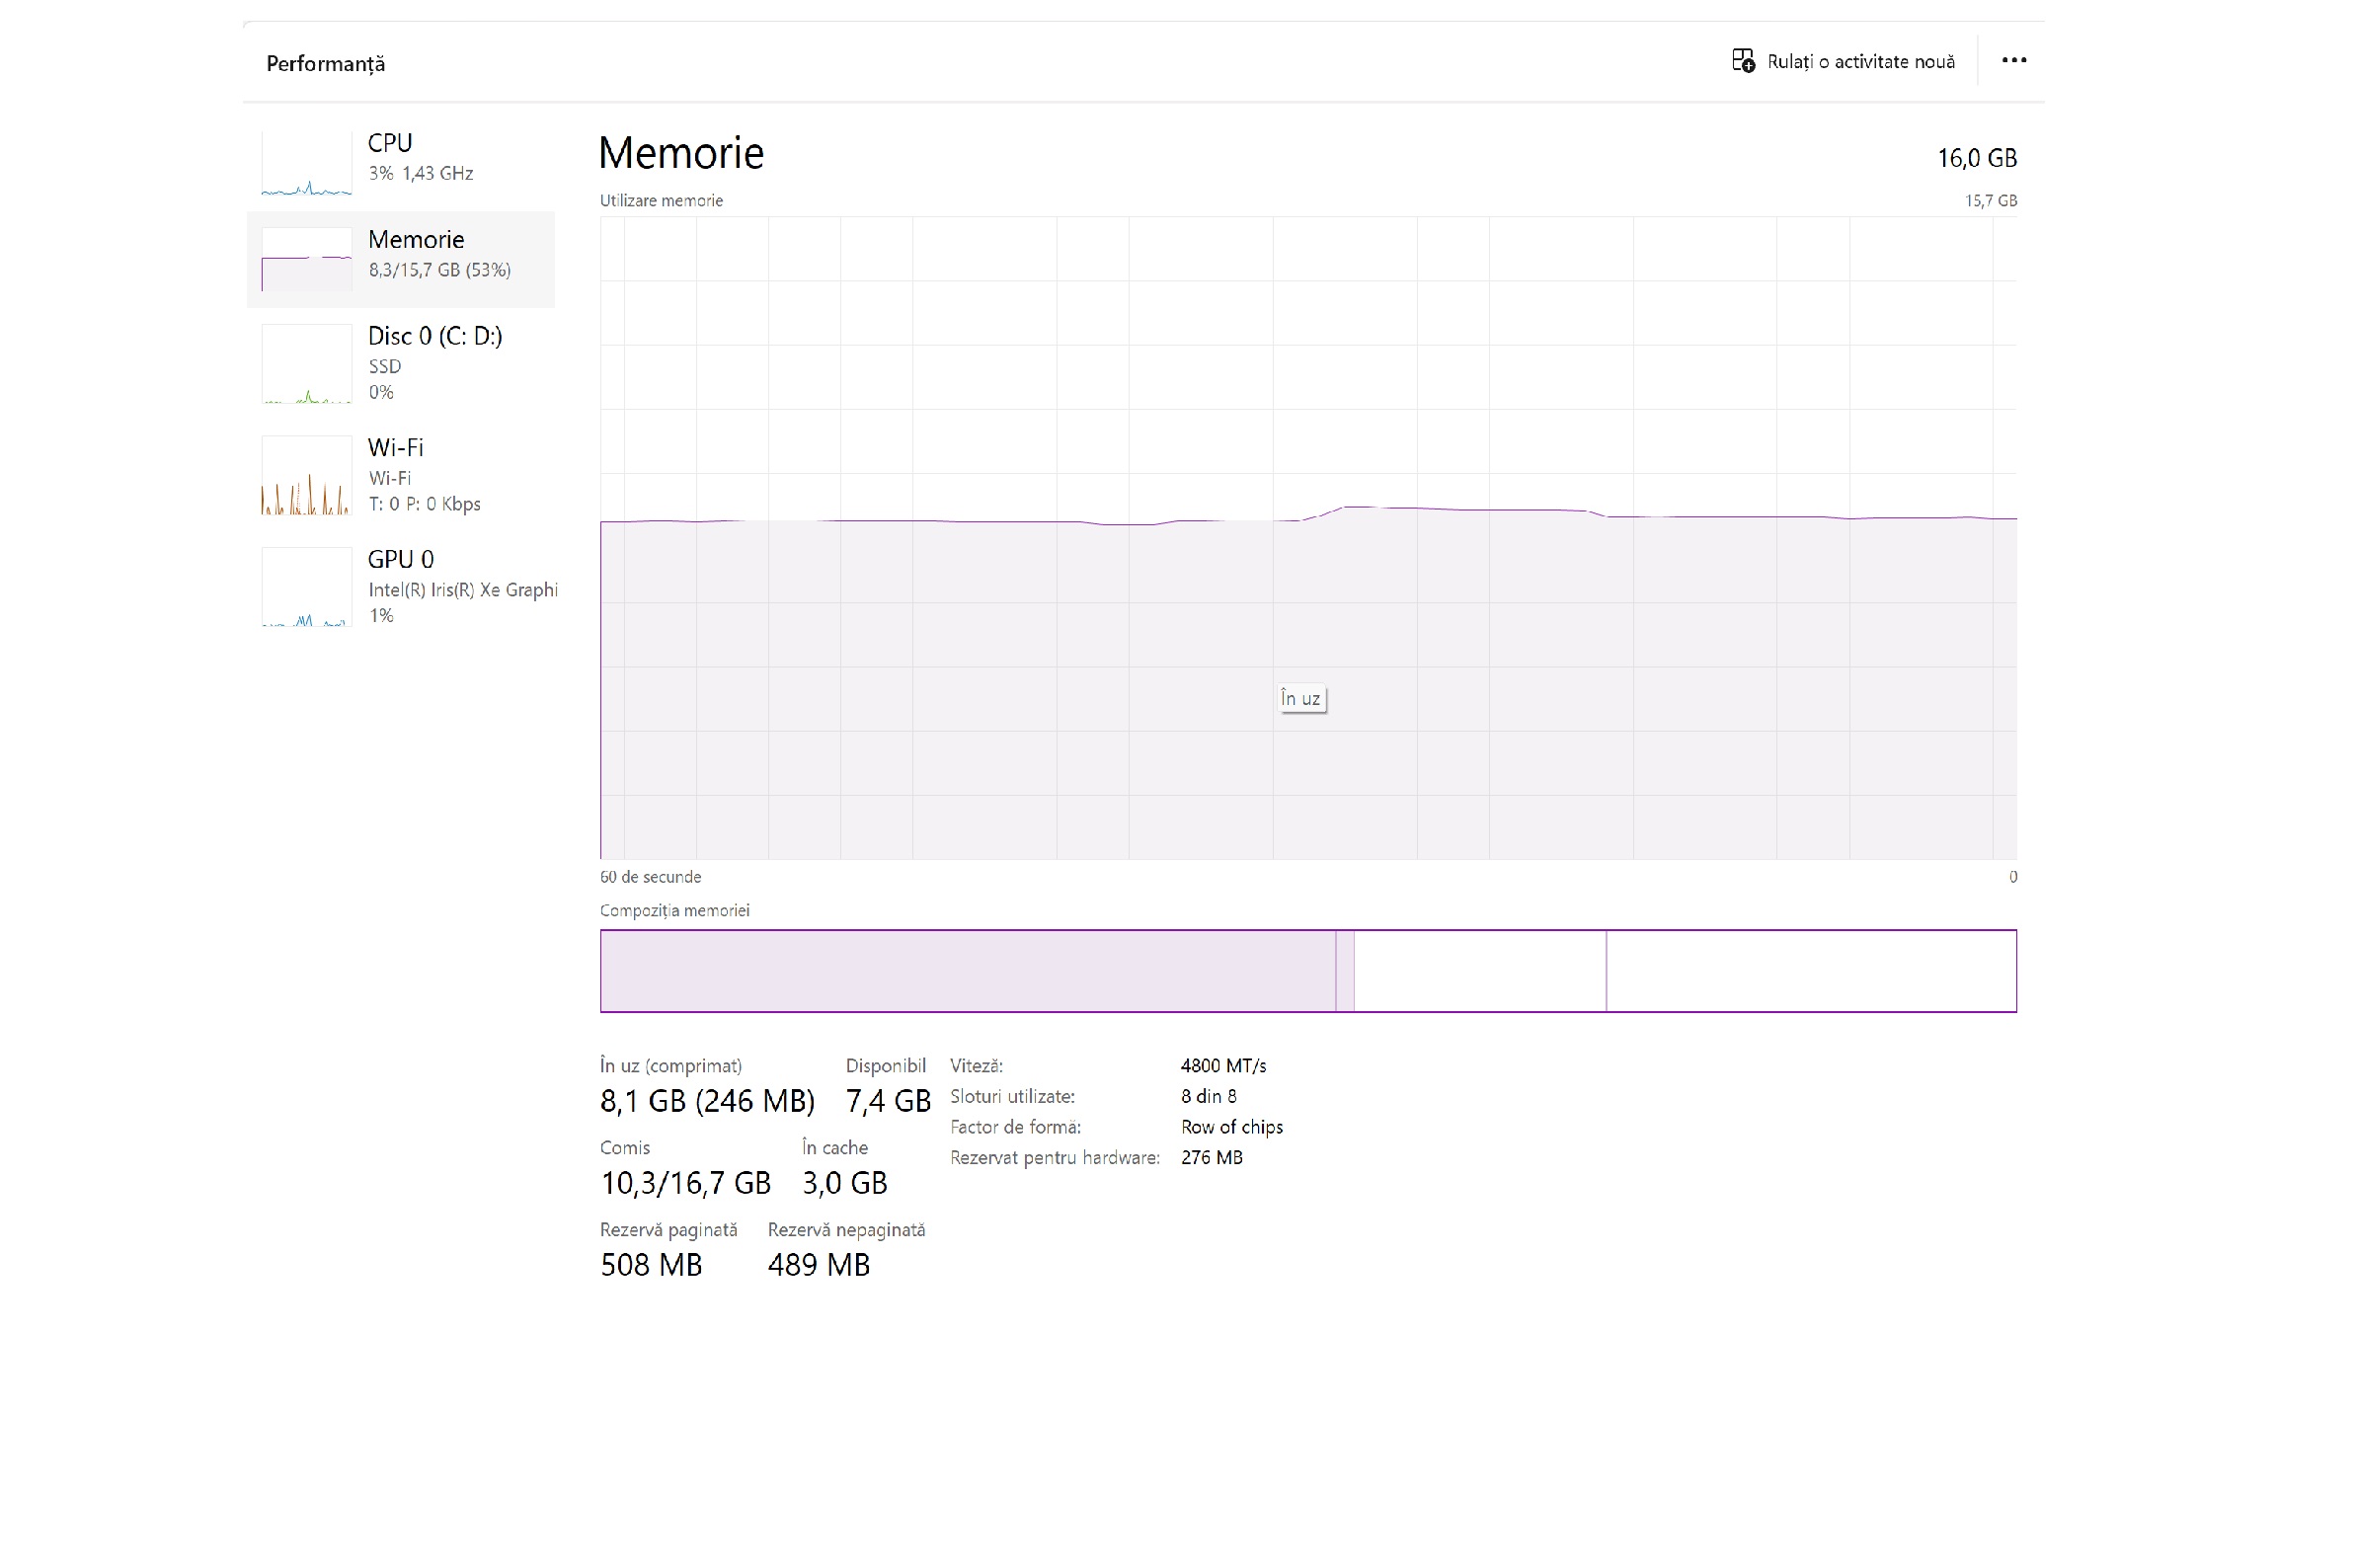 Performanță
Rulați o activitate nouă
CPU
3% 1,43 GHz
Memorie
8,3/15,7 GB (53%)
Disc 0 (C: D:)
SSD
0%
Wi-Fi
Wi-Fi
T: 0 P: 0 Kbps
GPU 0
Intel(R) Iris(R) Xe Graphi
1%
Memorie
16,0 GB
Utilizare memorie
15,7 GB
În uz
60 de secunde
0
Compoziția memoriei
În uz (comprimat)
8,1 GB (246 MB)
Disponibil
7,4 GB
Comis
10,3/16,7 GB
În cache
3,0 GB
Rezervă paginată
508 MB
Rezervă nepaginată
489 MB
Viteză: 4800 MT/s
Sloturi utilizate: 8 din 8
Factor de formă: Row of chips
Rezervat pentru hardware: 276 MB